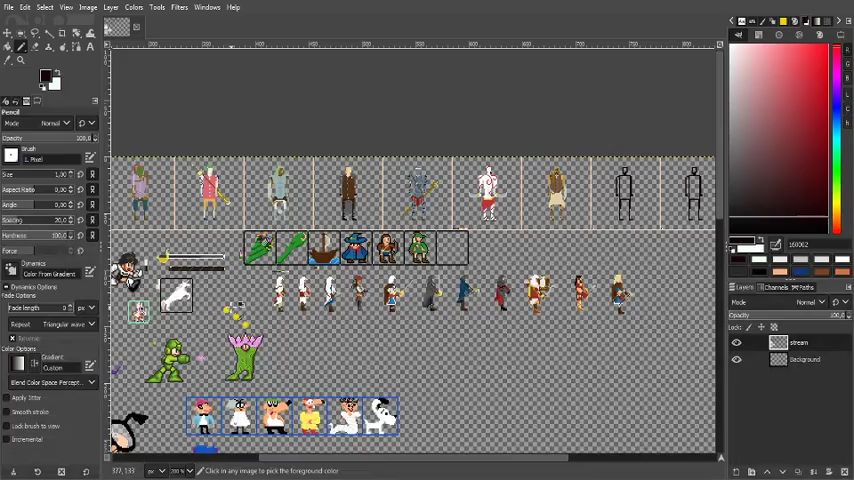 File Edit Select View Image Layer Colors Tools Filters Windows Help
Pencil
Mode Normal
Opacity 100,0
Brush
1. Pixel
Size 1,00
Aspect Ratio 0,00
Angle 0,00
Spacing 20,0
Hardness 100,0
Force
Dynamics
Color From Gradient
Dynamics Options
Fade Options
Fade length 0 px
Repeat Triangular wave
Reverse
Color Options
Gradient
Custom
Blend Color Space Percept...
Apply Jitter
Smooth stroke
Lock brush to view
Incremental
377, 133 px 200 % Click in any image to pick the foreground color
160002
Layers Channels Paths
Mode Normal
Opacity 100,0
Lock:
stream
Background